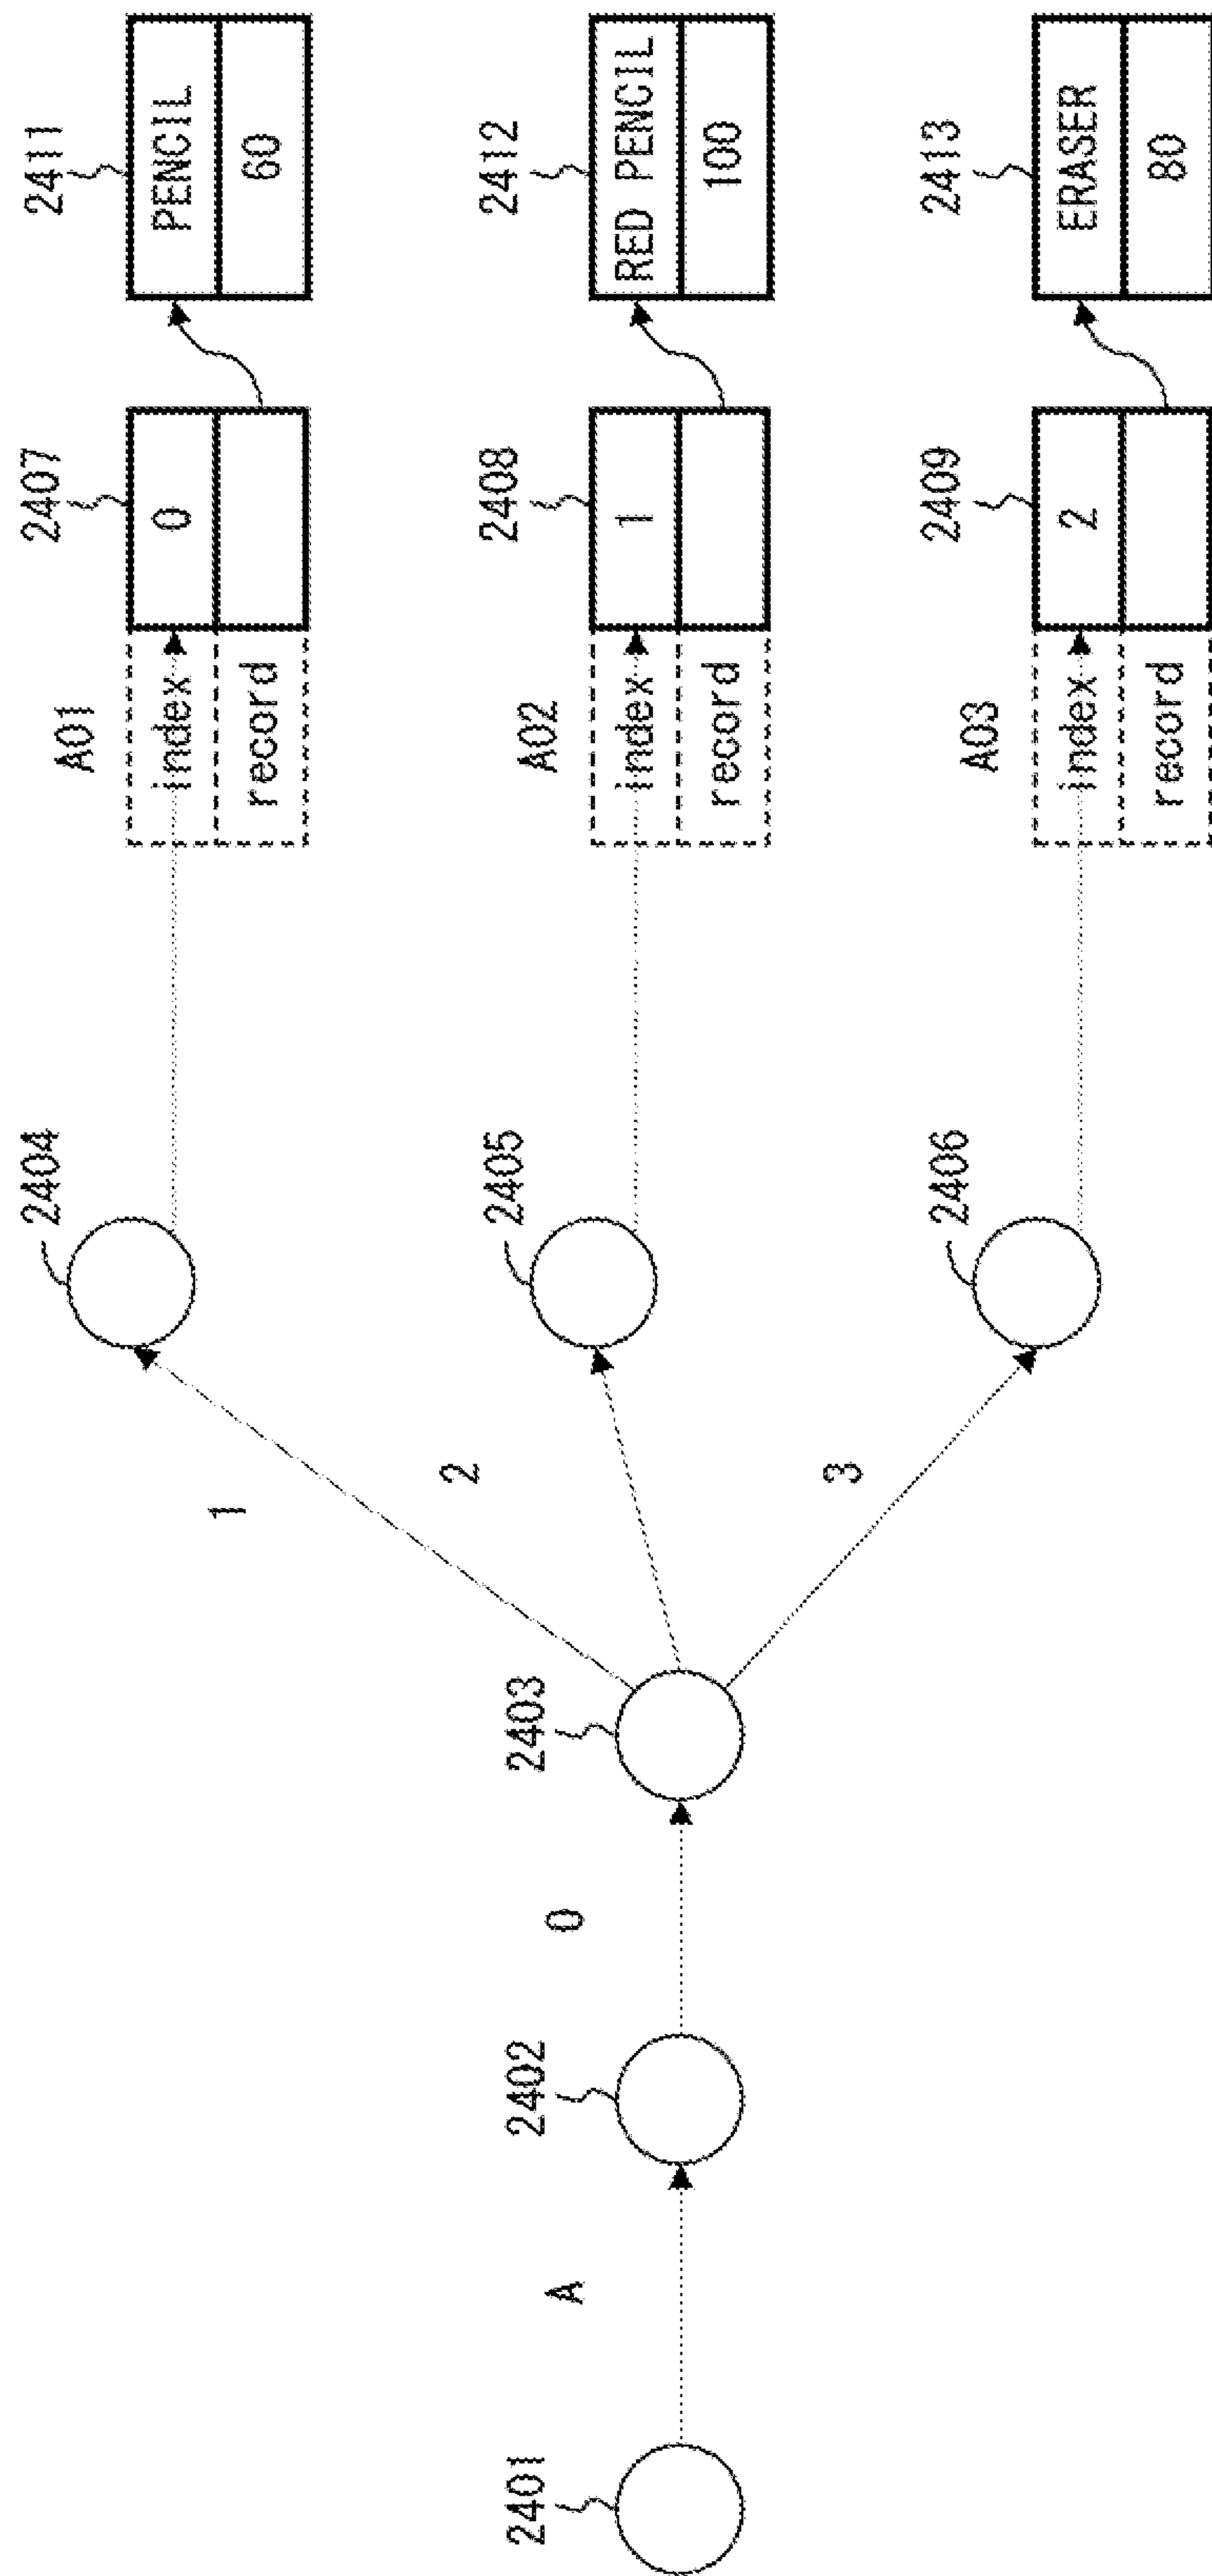 2401
A
2402
0
2403
1
2
3
2404
2405
2406
A01
index
record
2407
0
2411
PENCIL
60
A02
index
record
2408
1
2412
RED PENCIL
100
A03
index
record
2409
2
2413
ERASER
80